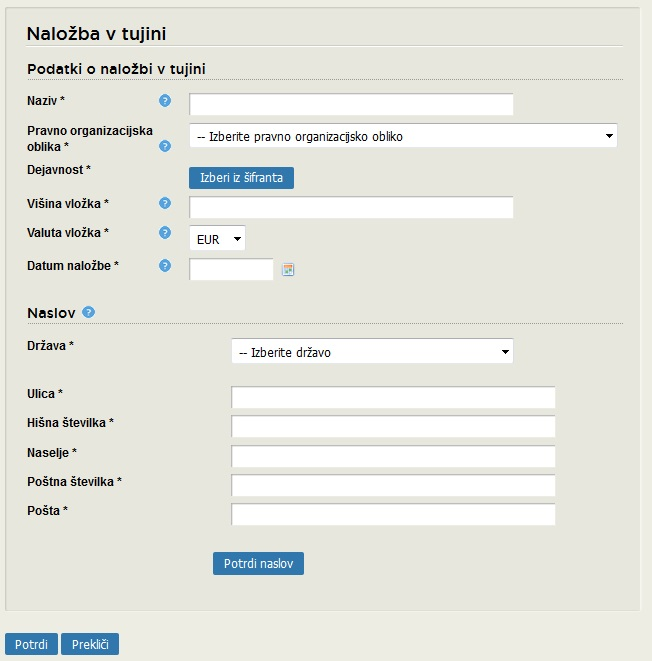 Naložba v tujini
Podatki o naložbi v tujini
Naziv *
Pravno organizacijska
oblika *
-- Izberite pravno organizacijsko obliko
Dejavnost *
Izberi iz šifranta
Višina vložka *
Valuta vložka *
EUR
Datum naložbe *
Naslov
Država *
-- Izberite državo
Ulica *
Hišna številka *
Naselje *
Poštna številka *
Pošta *
Potrdi naslov
Potrdi
Prekliči